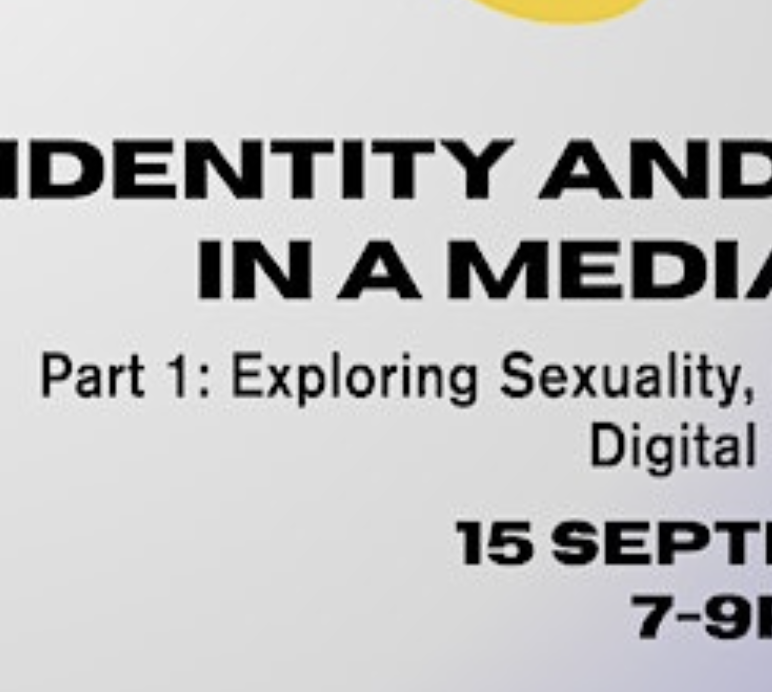 IDENTITY AND
IN A MEDIA
Part 1: Exploring Sexuality,
Digital
15 SEPT
7-9